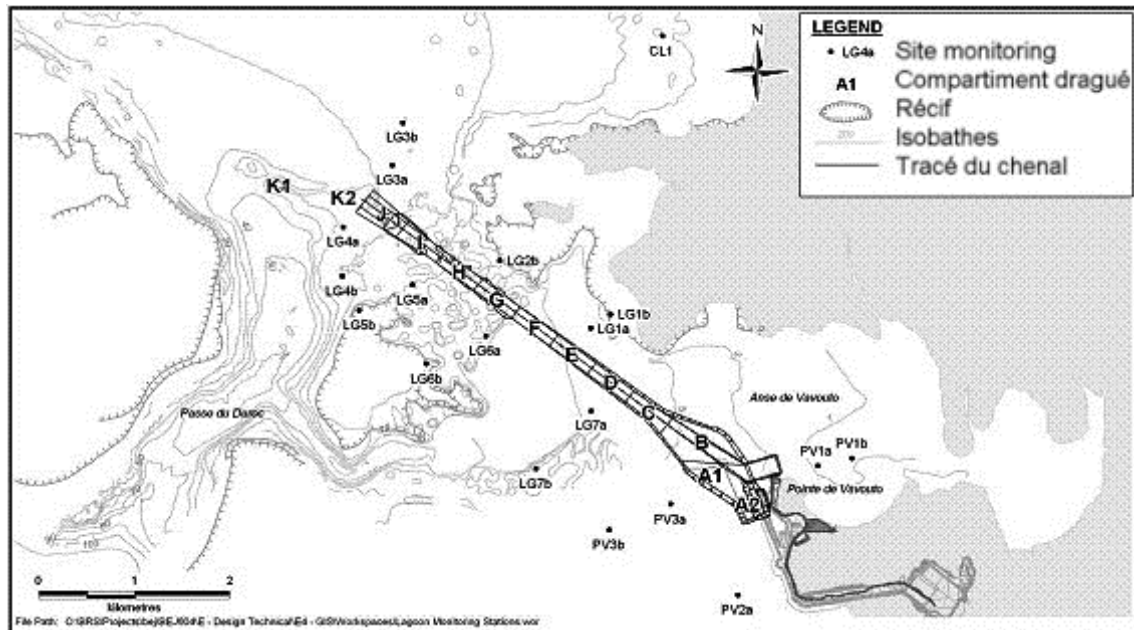 LEGEND
LG4a Site monitoring
A1 Compartiment dragué
Récif
Isobathes
Tracé du chenal
N
CL1
LG3b
LG3a
K1
K2
J
I
LG4a
H
LG2b
LG4b
LG5a
G
LG5b
LG1b
F
LG1a
LG6a
E
LG6b
D
Anse de Vavouto
Passe du Duroc
C
LG7a
B
PV1b
PV1a
LG7b
A1
Pointe de Vavouto
A2
PV3a
PV3b
100
PV2a
0 1 2
kilometres